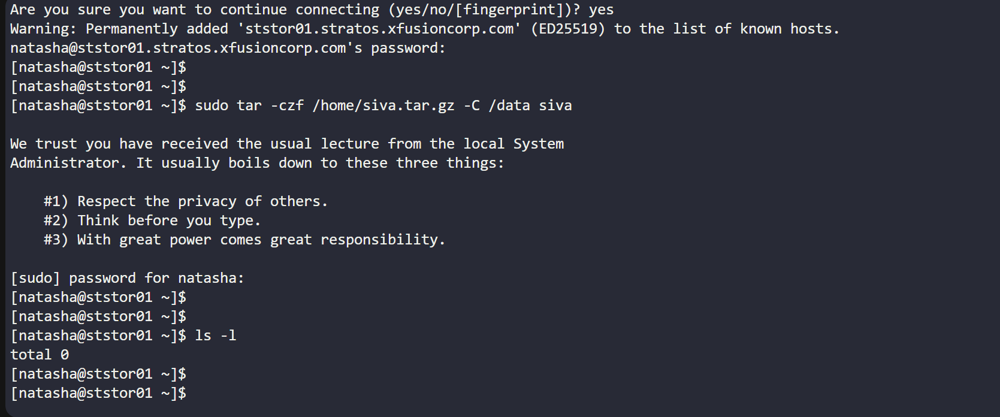 Are you sure you want to continue connecting (yes/no/[fingerprint])? yes
Warning: Permanently added 'ststor01.stratos.xfusioncorp.com' (ED25519) to the list of known hosts.
natasha@ststor01.stratos.xfusioncorp.com's password:
[natasha@ststor01 ~]$
[natasha@ststor01 ~]$
[natasha@ststor01 ~]$ sudo tar -czf /home/siva.tar.gz -C /data siva
We trust you have received the usual lecture from the local System
Administrator. It usually boils down to these three things:
#1) Respect the privacy of others.
#2) Think before you type.
#3) With great power comes great responsibility.
[sudo] password for natasha:
[natasha@ststor01 ~]$
[natasha@ststor01 ~]$
[natasha@ststor01 ~]$ ls -l
total 0
[natasha@ststor01 ~]$
[natasha@ststor01 ~]$